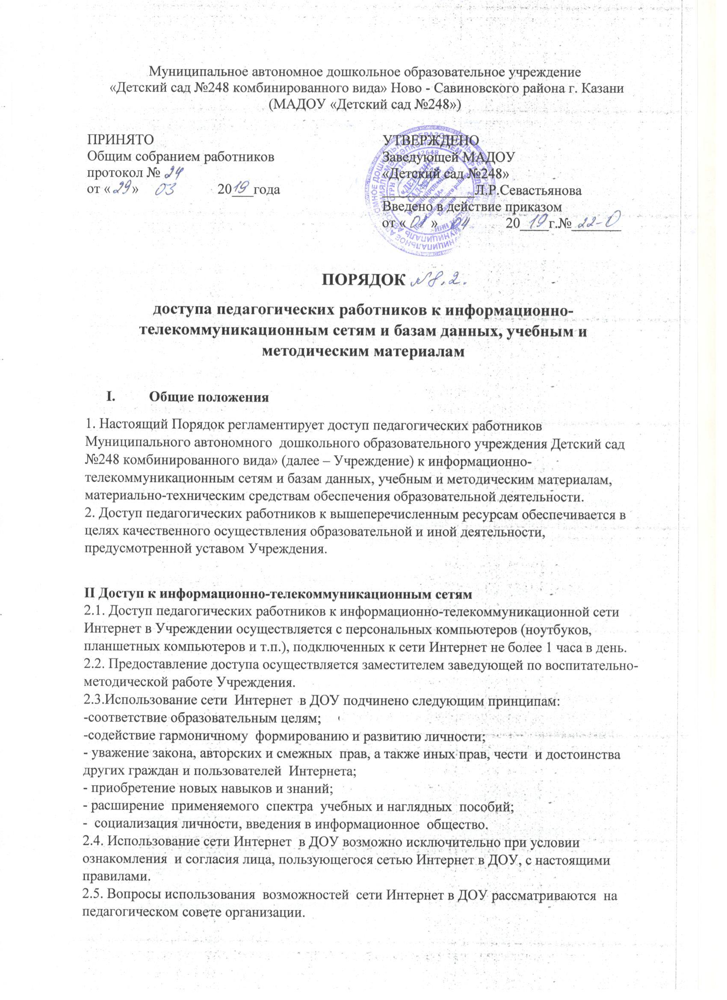 Муниципальное автономное дошкольное образовательное учреждение
«Детский сад №248 комбинированного вида» Ново - Савиновского района г. Казани
(МАДОУ «Детский сад №248»)
ПРИНЯТО
Общим собранием работников
протокол № 24
от « 29 » 03 2019 года
УТВЕРЖДЕНО
Заведующей МАДОУ
«Детский сад №248»
Л.Р.Севастьянова
Введено в действие приказом
от « 01 » 04 2019 г.№ 22-О
ПОРЯДОК №8.2.
доступа педагогических работников к информационно-
телекоммуникационным сетям и базам данных, учебным и
методическим материалам
I. Общие положения
1. Настоящий Порядок регламентирует доступ педагогических работников
Муниципального автономного дошкольного образовательного учреждения Детский сад
№248 комбинированного вида» (далее – Учреждение) к информационно-
телекоммуникационным сетям и базам данных, учебным и методическим материалам,
материально-техническим средствам обеспечения образовательной деятельности.
2. Доступ педагогических работников к вышеперечисленным ресурсам обеспечивается в
целях качественного осуществления образовательной и иной деятельности,
предусмотренной уставом Учреждения.
II Доступ к информационно-телекоммуникационным сетям
2.1. Доступ педагогических работников к информационно-телекоммуникационной сети
Интернет в Учреждении осуществляется с персональных компьютеров (ноутбуков,
планшетных компьютеров и т.п.), подключенных к сети Интернет не более 1 часа в день.
2.2. Предоставление доступа осуществляется заместителем заведующей по воспитательно-
методической работе Учреждения.
2.3.Использование сети Интернет в ДОУ подчинено следующим принципам:
-соответствие образовательным целям;
-содействие гармоничному формированию и развитию личности;
- уважение закона, авторских и смежных прав, а также иных прав, чести и достоинства
других граждан и пользователей Интернета;
- приобретение новых навыков и знаний;
- расширение применяемого спектра учебных и наглядных пособий;
- социализация личности, введения в информационное общество.
2.4. Использование сети Интернет в ДОУ возможно исключительно при условии
ознакомления и согласия лица, пользующегося сетью Интернет в ДОУ, с настоящими
правилами.
2.5. Вопросы использования возможностей сети Интернет в ДОУ рассматриваются на
педагогическом совете организации.